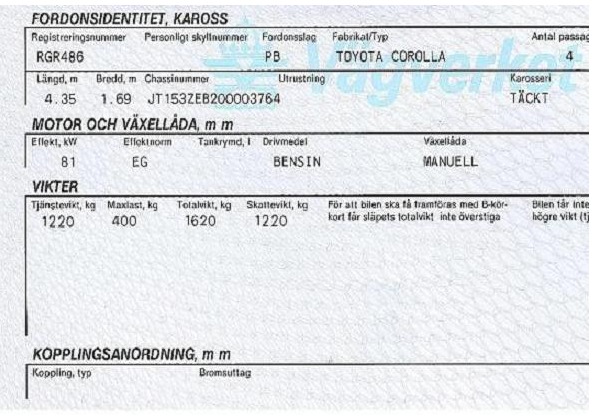 FORDONSIDENTITET, KAROSS
Registreringsnummer Personligt skyltnummer Fordonsslag Fabrikat/Typ Antal passag
RGR486 PB TOYOTA COROLLA 4
Längd, m Bredd, m Chassinummer Utrustning Karosseri
4.35 1.69 JT153ZEB200003764 TÄCKT
Vägverket
MOTOR OCH VÄXELLÅDA, m m
Effekt, kW Effektnorm Tankrymd, l Drivmedel Växellåda
81 EG BENSIN MANUELL
VIKTER
Tjänstevikt, kg Maxlast, kg Totalvikt, kg Skattevikt, kg För att bilen ska få framföras med B-kör- Bilen får inte
kort får släpets totalvikt inte överstiga högre vikt (tj
1220 400 1620 1220
KOPPLINGSANORDNING, m m
Koppling, typ Bromsuttag